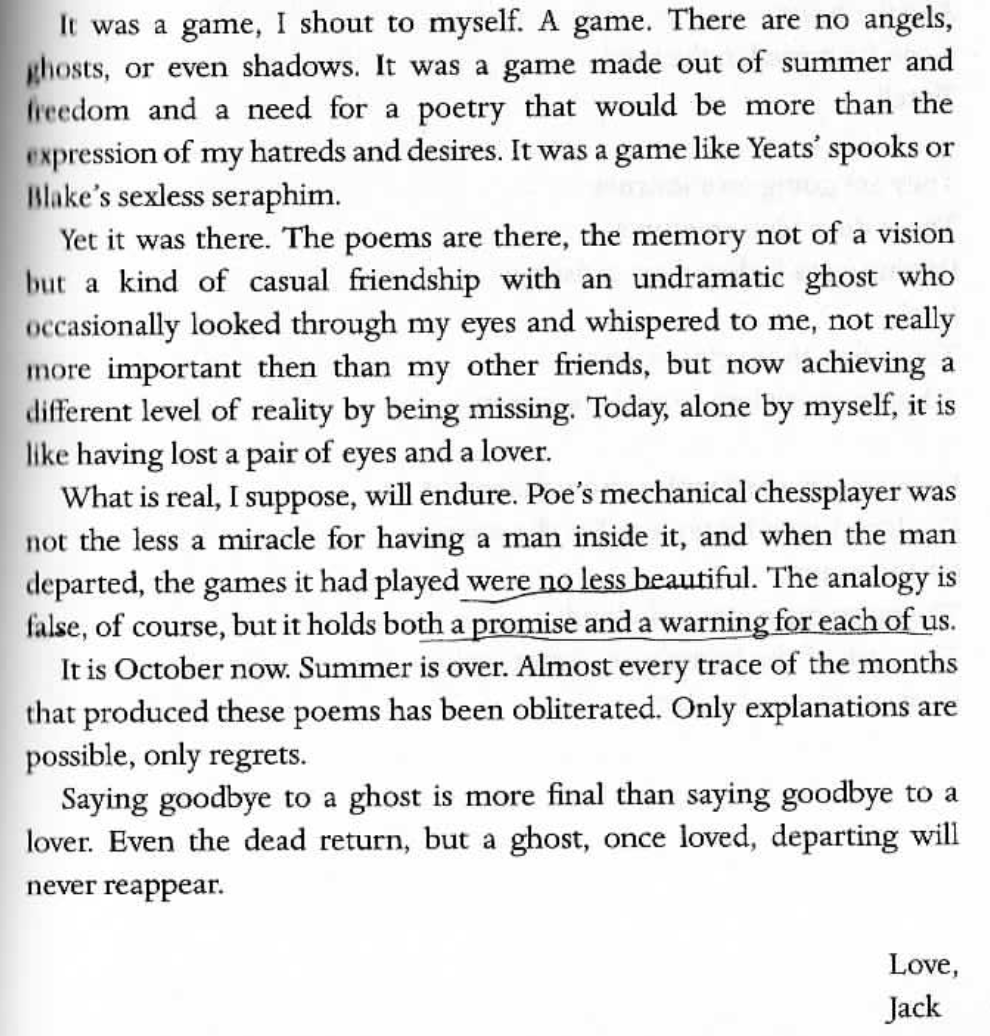 It was a game, I shout to myself. A game. There are no angels,
ghosts, or even shadows. It was a game made out of summer and
freedom and a need for a poetry that would be more than the
expression of my hatreds and desires. It was a game like Yeats' spooks or
Blake's sexless seraphim.
Yet it was there. The poems are there, the memory not of a vision
but a kind of casual friendship with an undramatic ghost who
occasionally looked through my eyes and whispered to me, not really
more important then than my other friends, but now achieving a
different level of reality by being missing. Today, alone by myself, it is
like having lost a pair of eyes and a lover.
What is real, I suppose, will endure. Poe's mechanical chessplayer was
not the less a miracle for having a man inside it, and when the man
departed, the games it had played were no less beautiful. The analogy is
false, of course, but it holds both a promise and a warning for each of us.
It is October now. Summer is over. Almost every trace of the months
that produced these poems has been obliterated. Only explanations are
possible, only regrets.
Saying goodbye to a ghost is more final than saying goodbye to a
lover. Even the dead return, but a ghost, once loved, departing will
never reappear.
Love,
Jack